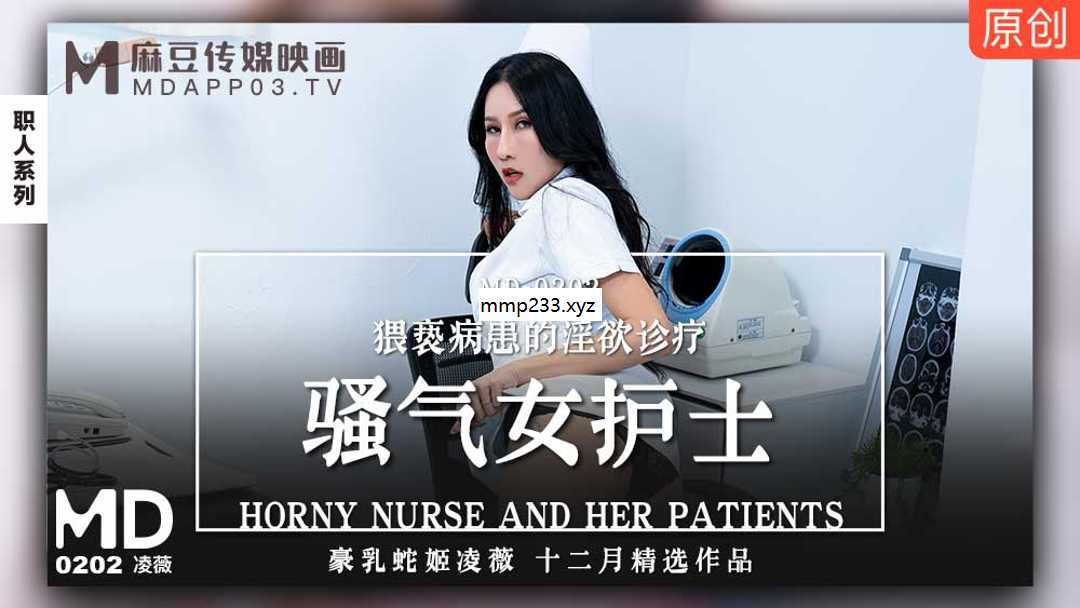 原创
麻豆传媒映画
MDAPP03.TV
职人系列
MD-0202
mmp233.xyz
猥亵病患的淫欲诊疗
骚气女护士
HORNY NURSE AND HER PATIENTS
MD
0202 凌薇
豪乳蛇姬凌薇 十二月精选作品